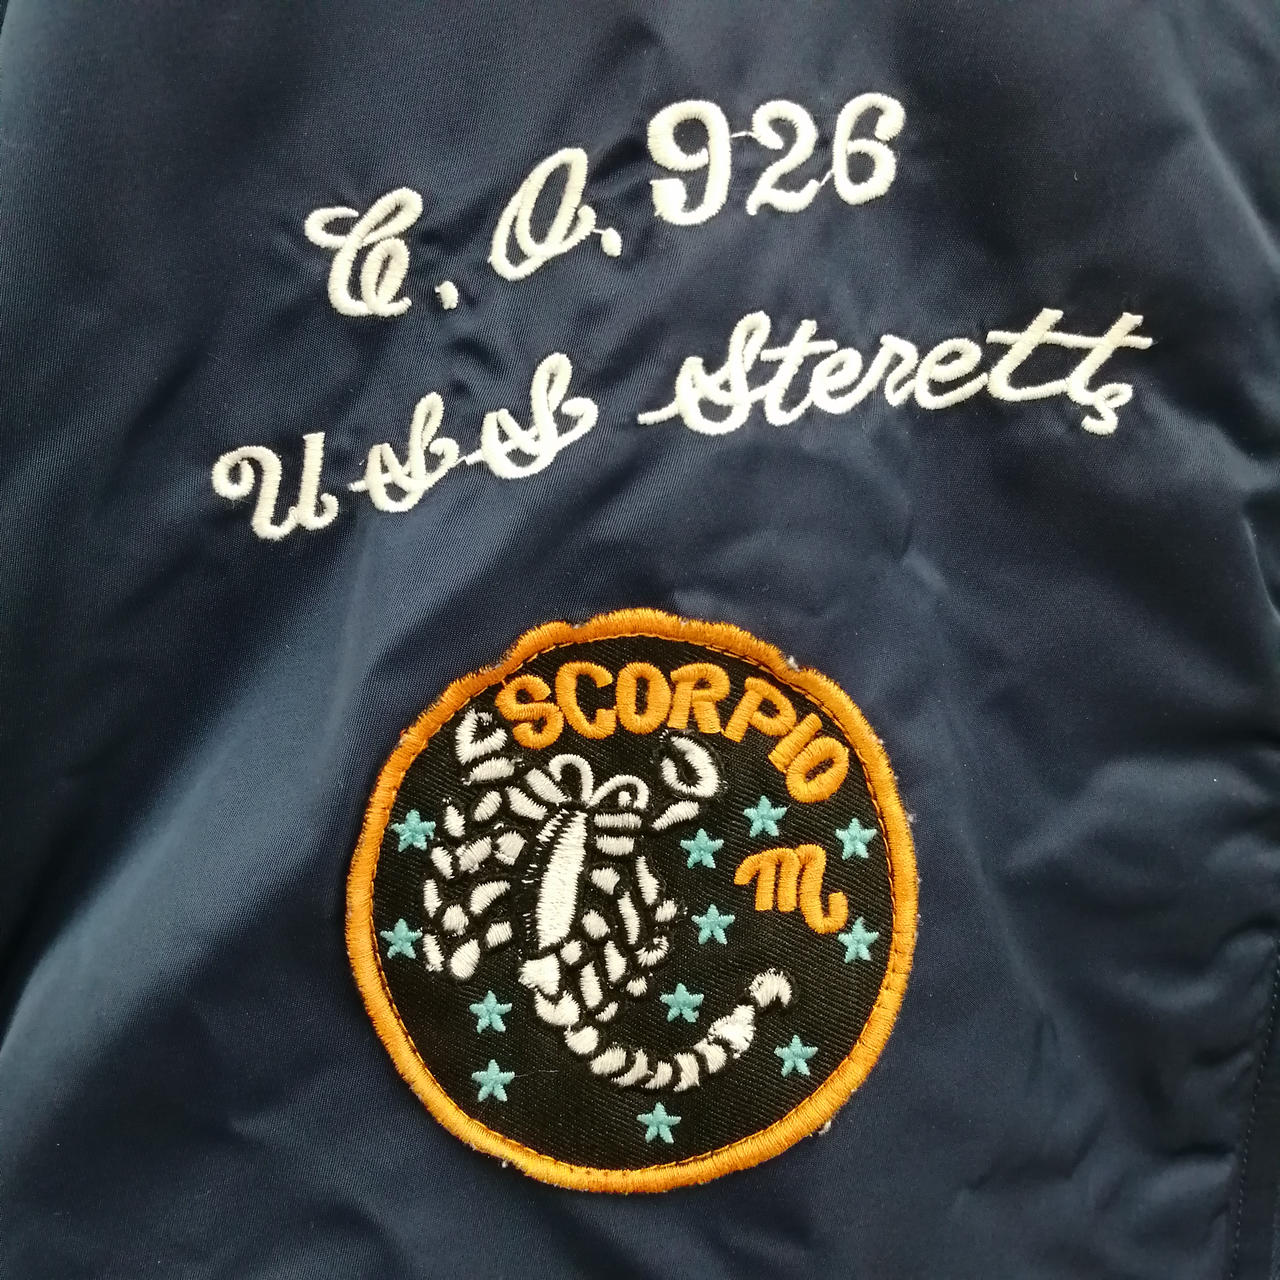 C.O.926
USS Sterett
SCORPIO
♏